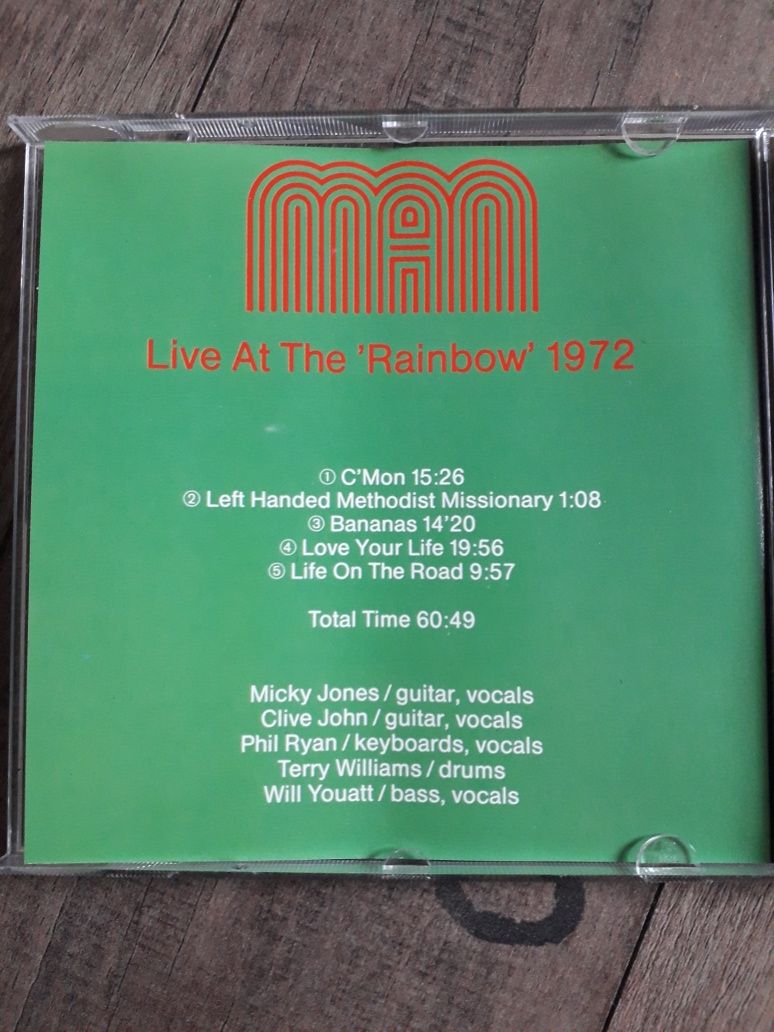 man
Live At The 'Rainbow' 1972
① C'Mon 15:26
② Left Handed Methodist Missionary 1:08
③ Bananas 14'20
④ Love Your Life 19:56
⑤ Life On The Road 9:57
Total Time 60:49
Micky Jones / guitar, vocals
Clive John / guitar, vocals
Phil Ryan / keyboards, vocals
Terry Williams / drums
Will Youatt / bass, vocals